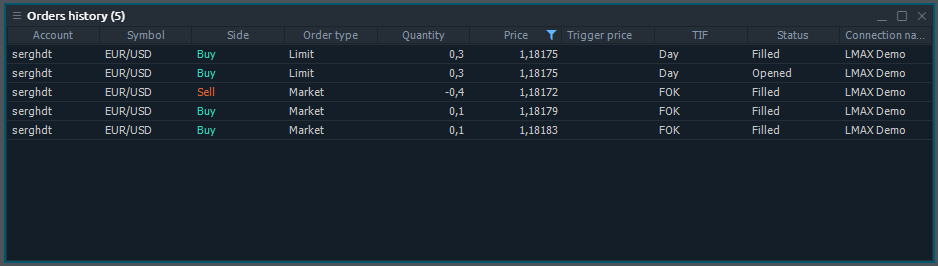 Orders history (5)
Account Symbol Side Order type Quantity Price Trigger price TIF Status Connection na...
serghdt EUR/USD Buy Limit 0,3 1,18175 Day Filled LMAX Demo
serghdt EUR/USD Buy Limit 0,3 1,18175 Day Opened LMAX Demo
serghdt EUR/USD Sell Market -0,4 1,18172 FOK Filled LMAX Demo
serghdt EUR/USD Buy Market 0,1 1,18179 FOK Filled LMAX Demo
serghdt EUR/USD Buy Market 0,1 1,18183 FOK Filled LMAX Demo